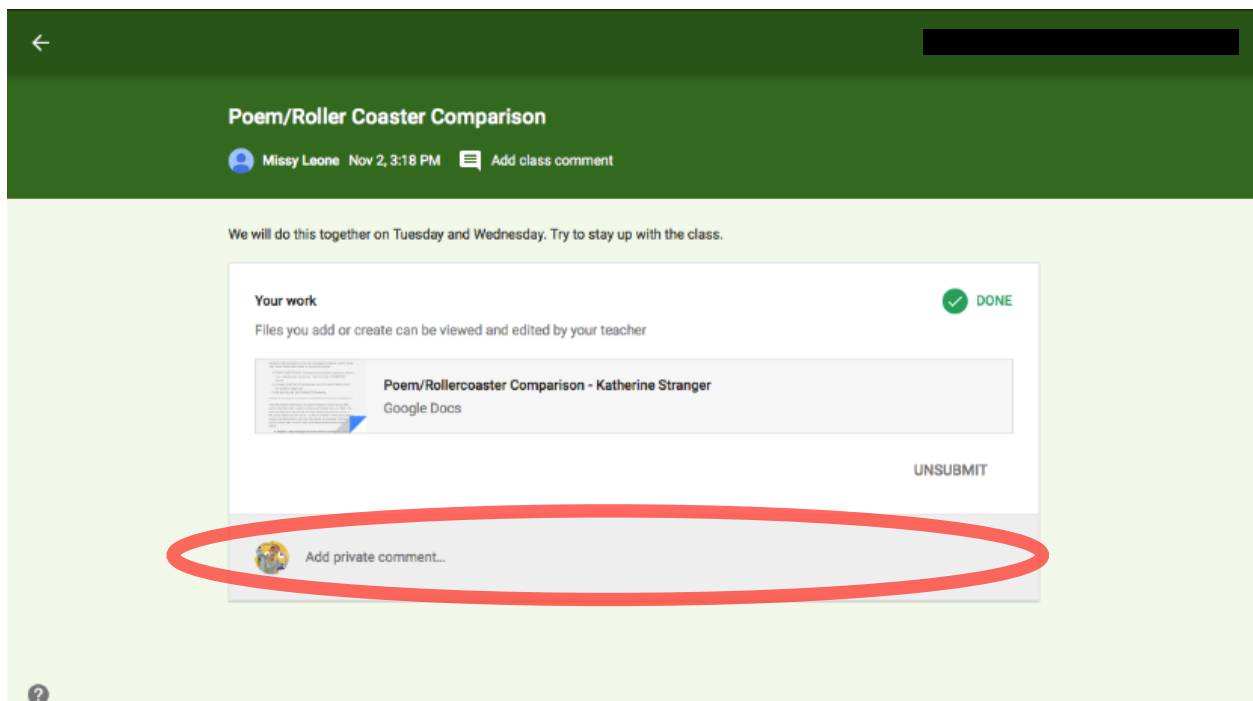 Poem/Roller Coaster Comparison
Missy Leone Nov 2, 3:18 PM Add class comment
We will do this together on Tuesday and Wednesday. Try to stay up with the class.
Your work DONE
Files you add or create can be viewed and edited by your teacher
Poem/Rollercoaster Comparison - Katherine Stranger
Google Docs
UNSUBMIT
Add private comment...
?